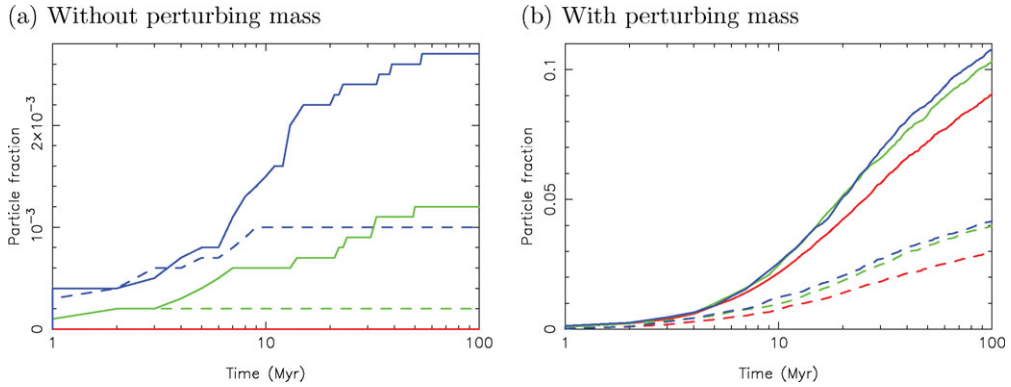 (a) Without perturbing mass
(b) With perturbing mass
Particle fraction
0
10⁻³
2×10⁻³
1
10
100
Time (Myr)
Particle fraction
0
0.05
0.1
1
10
100
Time (Myr)